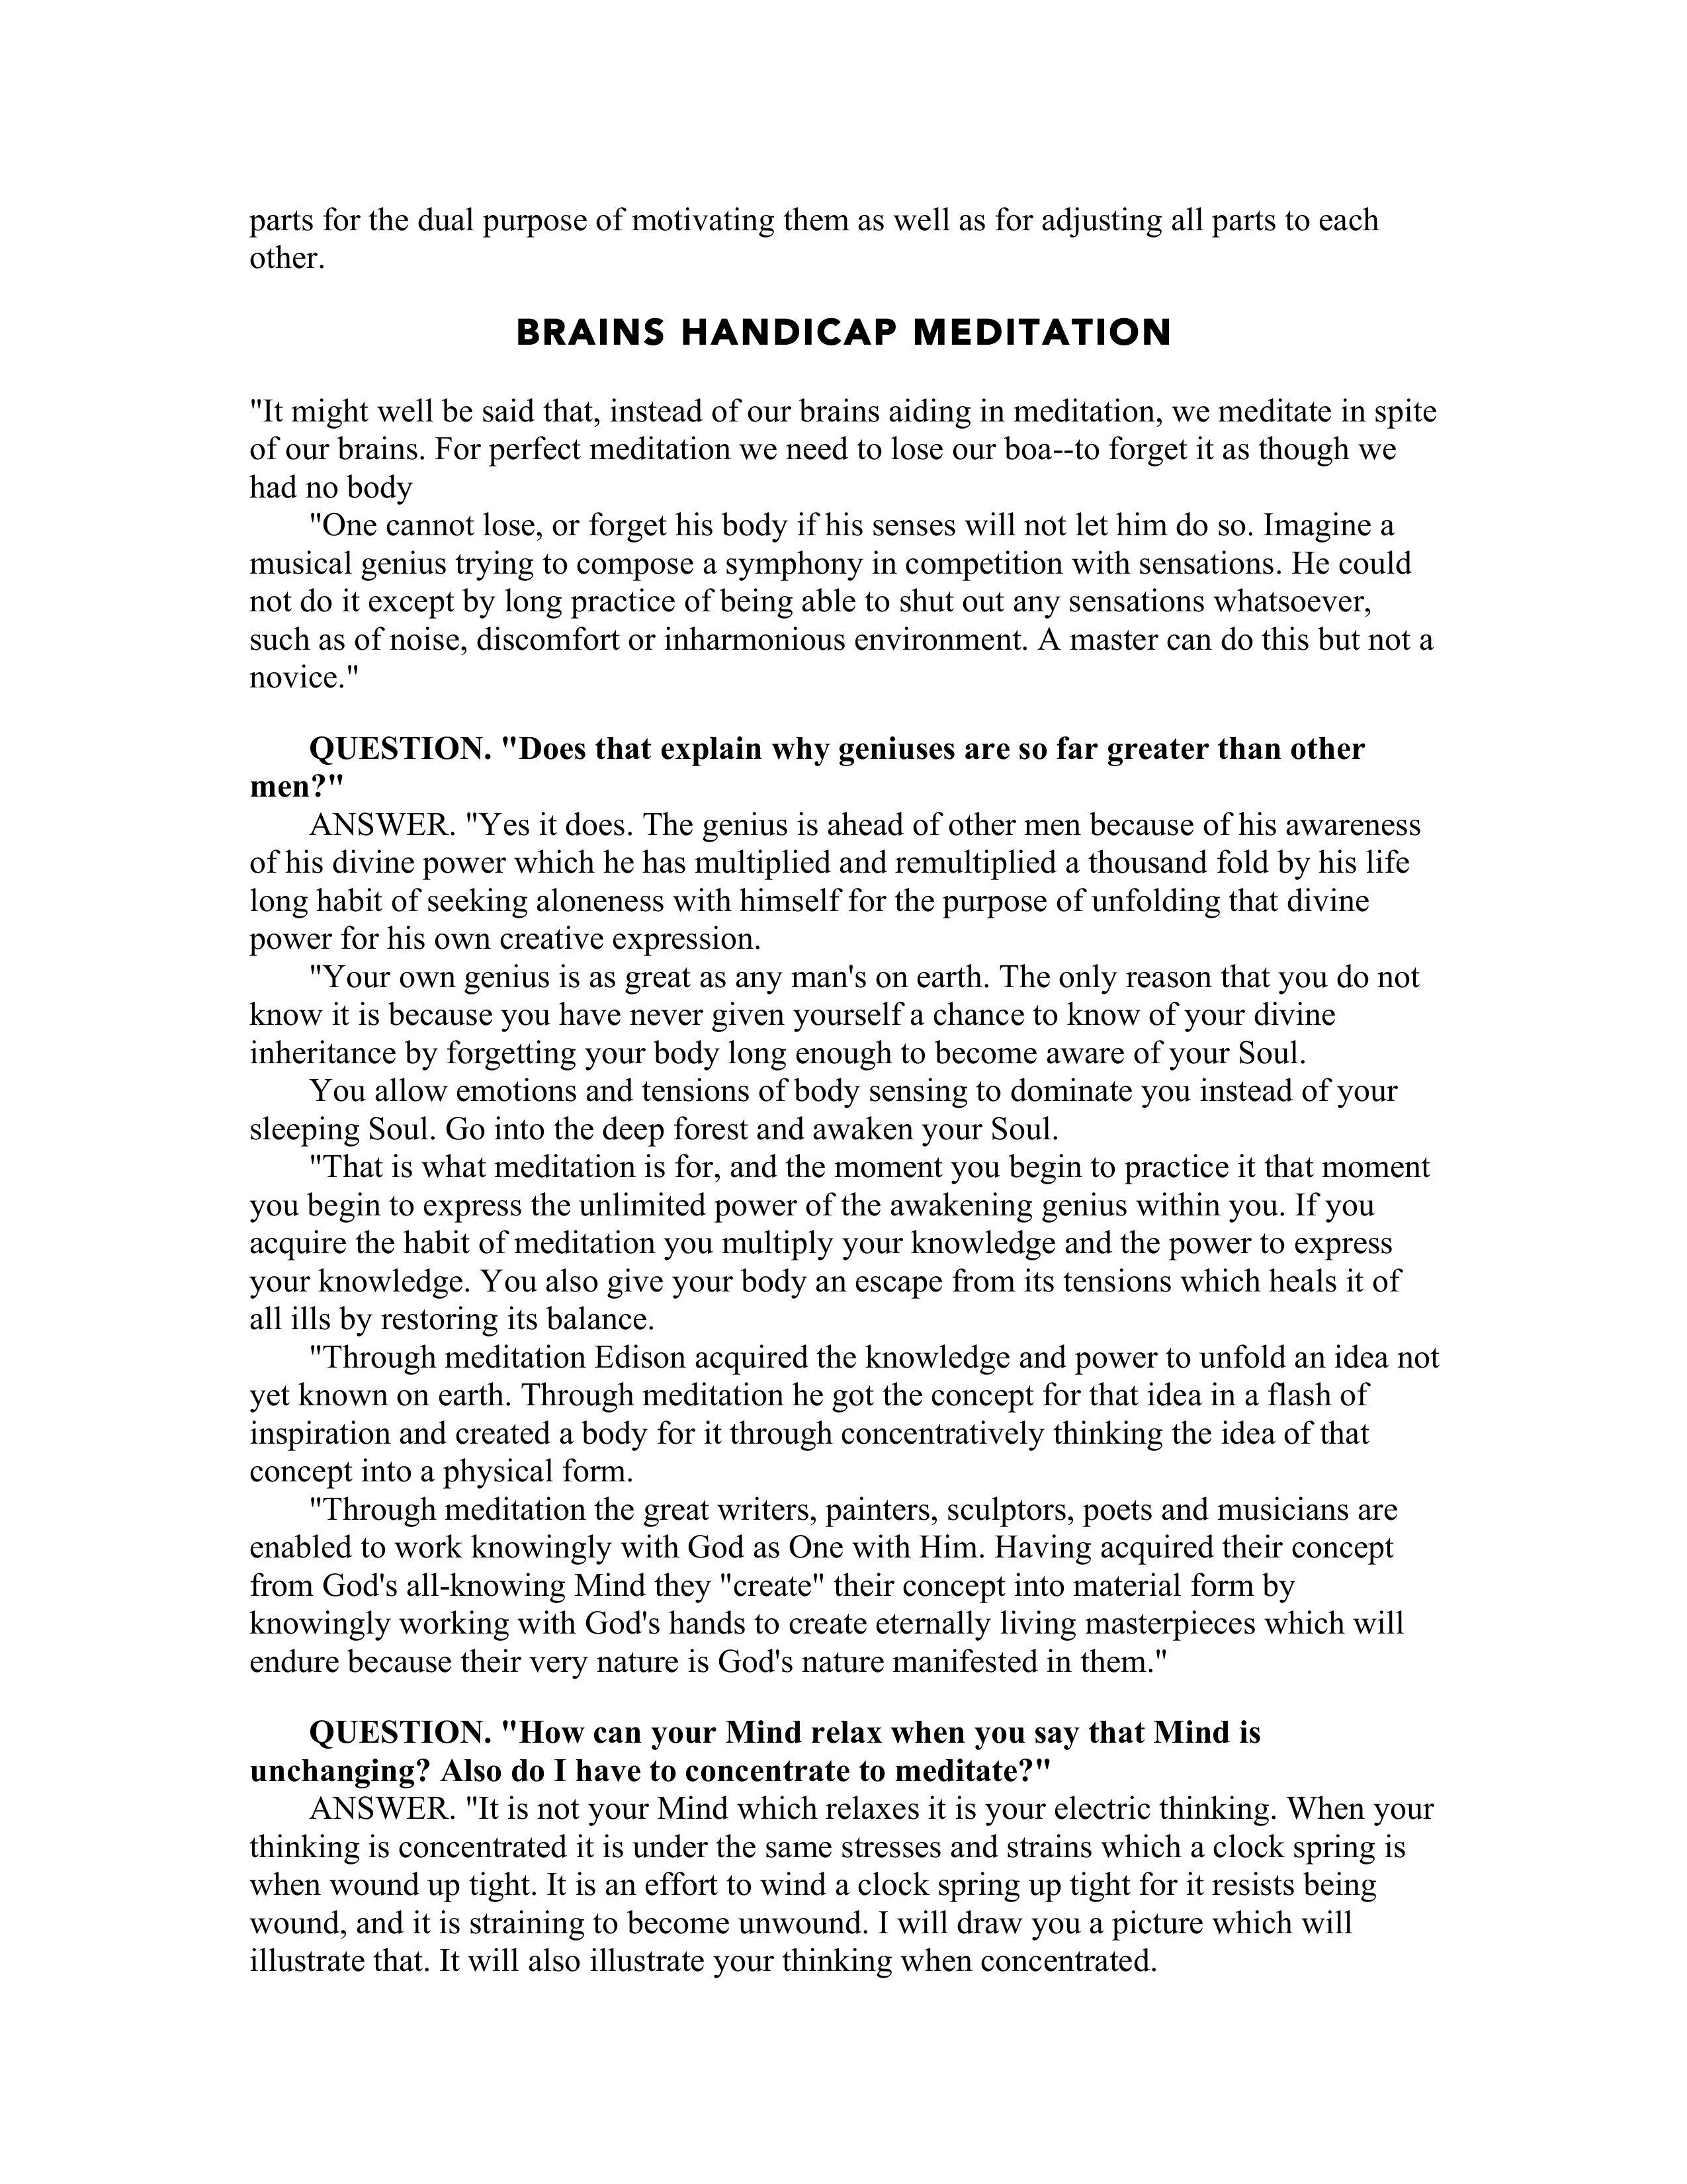 parts for the dual purpose of motivating them as well as for adjusting all parts to each
other.
BRAINS HANDICAP MEDITATION
"It might well be said that, instead of our brains aiding in meditation, we meditate in spite
of our brains. For perfect meditation we need to lose our boa--to forget it as though we
had no body
"One cannot lose, or forget his body if his senses will not let him do so. Imagine a
musical genius trying to compose a symphony in competition with sensations. He could
not do it except by long practice of being able to shut out any sensations whatsoever,
such as of noise, discomfort or inharmonious environment. A master can do this but not a
novice."
QUESTION. "Does that explain why geniuses are so far greater than other
men?"
ANSWER. "Yes it does. The genius is ahead of other men because of his awareness
of his divine power which he has multiplied and remultiplied a thousand fold by his life
long habit of seeking aloneness with himself for the purpose of unfolding that divine
power for his own creative expression.
"Your own genius is as great as any man's on earth. The only reason that you do not
know it is because you have never given yourself a chance to know of your divine
inheritance by forgetting your body long enough to become aware of your Soul.
You allow emotions and tensions of body sensing to dominate you instead of your
sleeping Soul. Go into the deep forest and awaken your Soul.
"That is what meditation is for, and the moment you begin to practice it that moment
you begin to express the unlimited power of the awakening genius within you. If you
acquire the habit of meditation you multiply your knowledge and the power to express
your knowledge. You also give your body an escape from its tensions which heals it of
all ills by restoring its balance.
"Through meditation Edison acquired the knowledge and power to unfold an idea not
yet known on earth. Through meditation he got the concept for that idea in a flash of
inspiration and created a body for it through concentratively thinking the idea of that
concept into a physical form.
"Through meditation the great writers, painters, sculptors, poets and musicians are
enabled to work knowingly with God as One with Him. Having acquired their concept
from God's all-knowing Mind they "create" their concept into material form by
knowingly working with God's hands to create eternally living masterpieces which will
endure because their very nature is God's nature manifested in them."
QUESTION. "How can your Mind relax when you say that Mind is
unchanging? Also do I have to concentrate to meditate?"
ANSWER. "It is not your Mind which relaxes it is your electric thinking. When your
thinking is concentrated it is under the same stresses and strains which a clock spring is
when wound up tight. It is an effort to wind a clock spring up tight for it resists being
wound, and it is straining to become unwound. I will draw you a picture which will
illustrate that. It will also illustrate your thinking when concentrated.